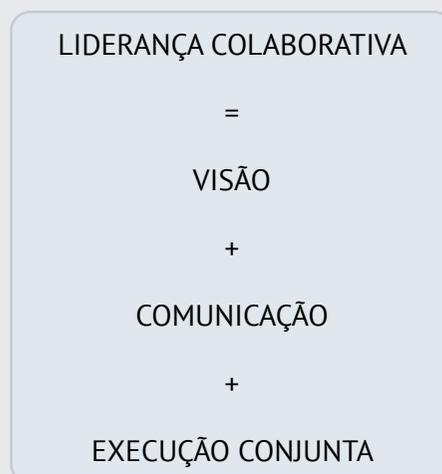 LIDERANÇA COLABORATIVA
=
VISÃO
+
COMUNICAÇÃO
+
EXECUÇÃO CONJUNTA